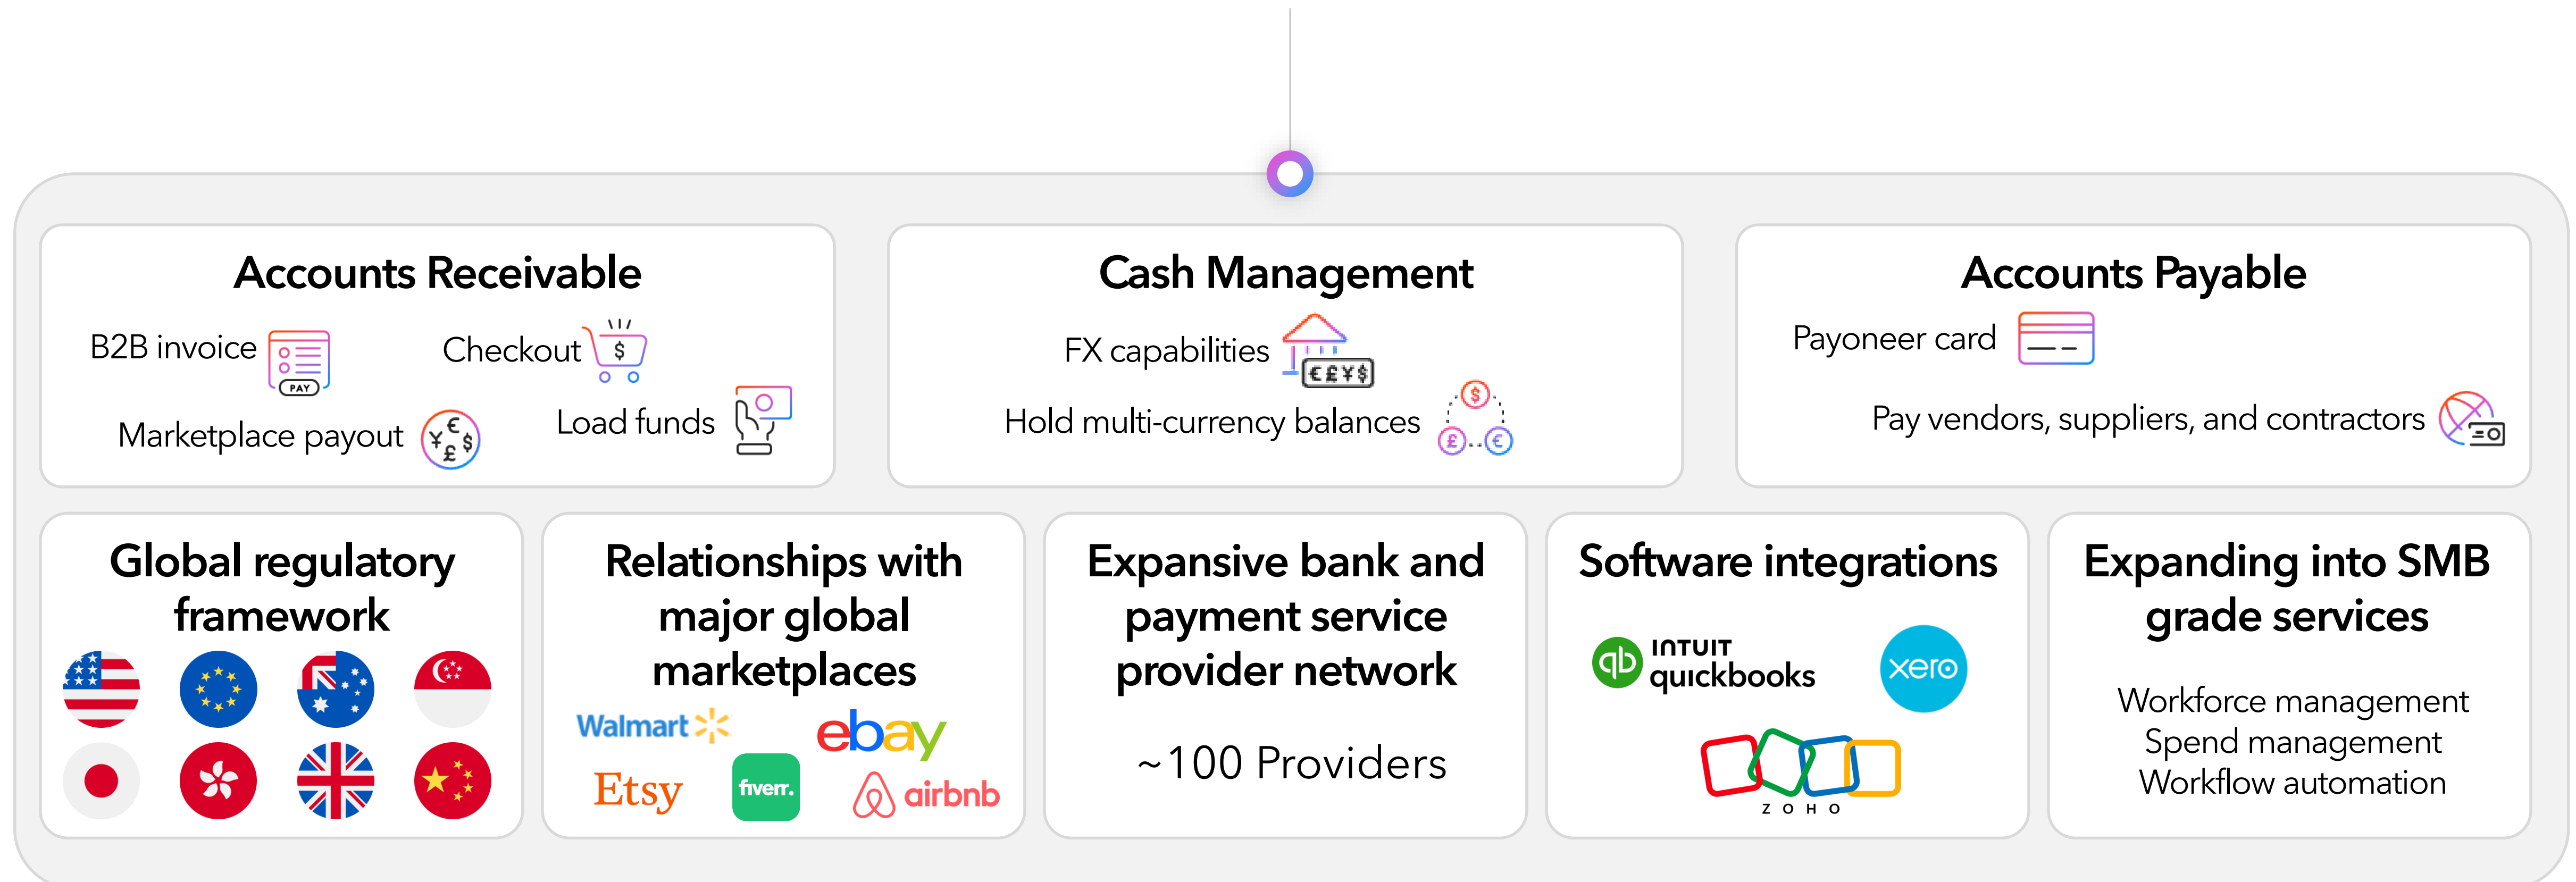 Accounts Receivable
B2B invoice
PAY
Checkout
$
Marketplace payout
¥ € $ £
Load funds
Cash Management
FX capabilities
€£¥$
Hold multi-currency balances
$
£
€
Accounts Payable
Payoneer card
Pay vendors, suppliers, and contractors
Global regulatory
framework
Relationships with
major global
marketplaces
Walmart
ebay
Etsy
fiverr.
airbnb
Expansive bank and
payment service
provider network
~100 Providers
Software integrations
qb
INTUIT
quickbooks
xero
ZOHO
Expanding into SMB
grade services
Workforce management
Spend management
Workflow automation